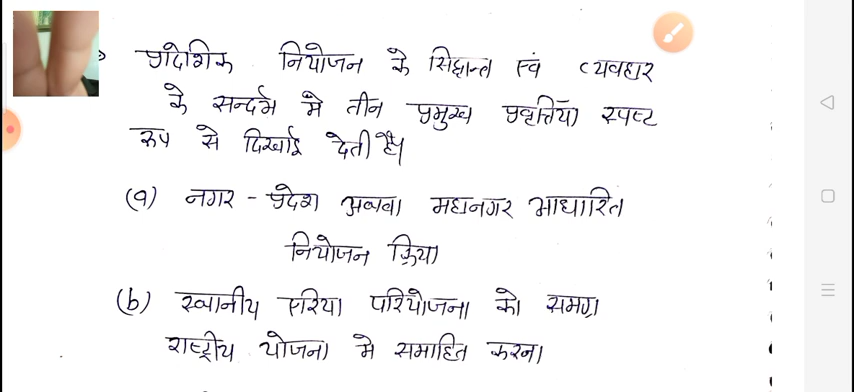 प्रादेशिक नियोजन के सिद्धान्त एवं व्यवहार
के सन्दर्भ मे तीन प्रमुख प्रवृत्तियाँ स्पष्ट
रूप से दिखाई देती है।
(a) नगर - प्रदेश अथवा महानगर आधारित
नियोजन क्रिया
(b) स्थानीय एरिया परियोजना को समग्र
राष्ट्रीय योजना मे समाहित करना